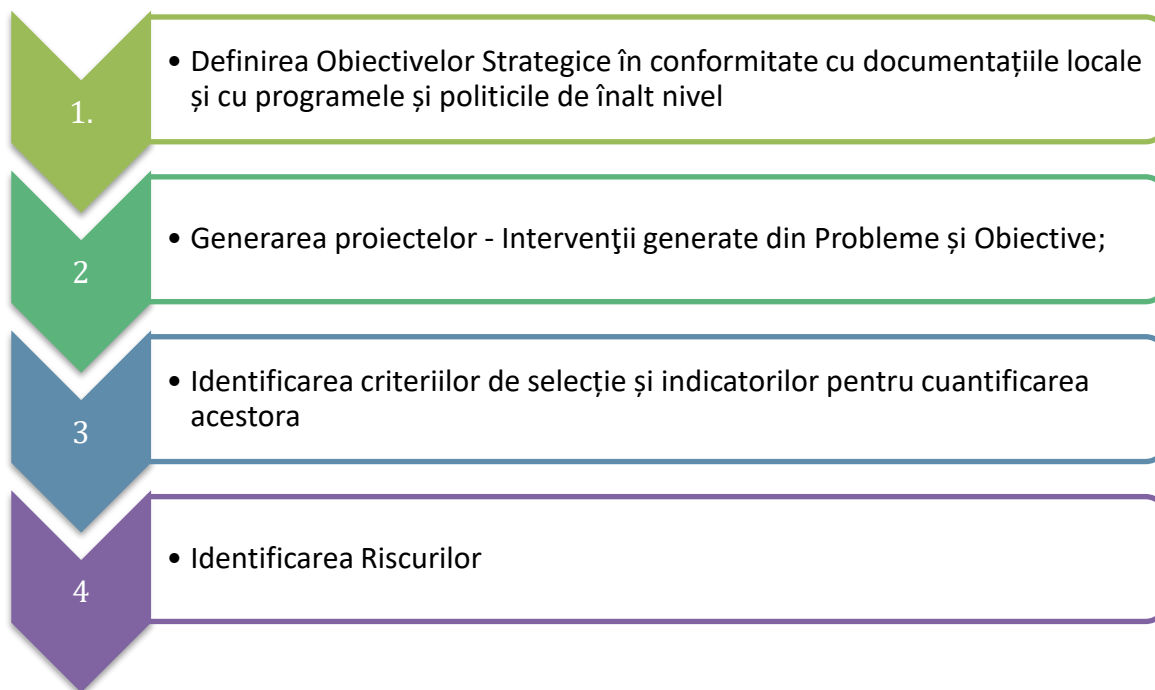 1.
• Definirea Obiectivelor Strategice în conformitate cu documentațiile locale
și cu programele și politicile de înalt nivel
2
• Generarea proiectelor - Intervenţii generate din Probleme și Obiective;
3
• Identificarea criteriilor de selecție și indicatorilor pentru cuantificarea
acestora
4
• Identificarea Riscurilor